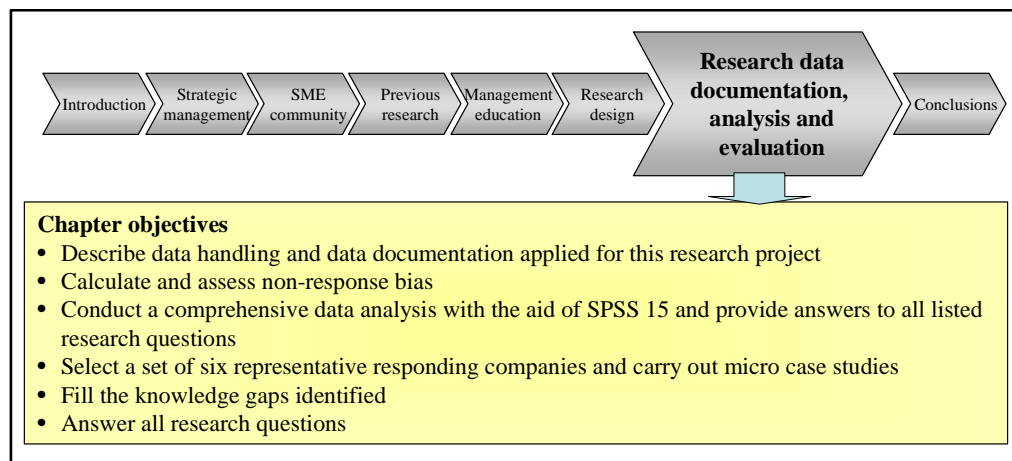 Introduction
Strategic
management
SME
community
Previous
research
Management
education
Research
design
Research data
documentation,
analysis and
evaluation
Conclusions
Chapter objectives
• Describe data handling and data documentation applied for this research project
• Calculate and assess non-response bias
• Conduct a comprehensive data analysis with the aid of SPSS 15 and provide answers to all listed
research questions
• Select a set of six representative responding companies and carry out micro case studies
• Fill the knowledge gaps identified
• Answer all research questions